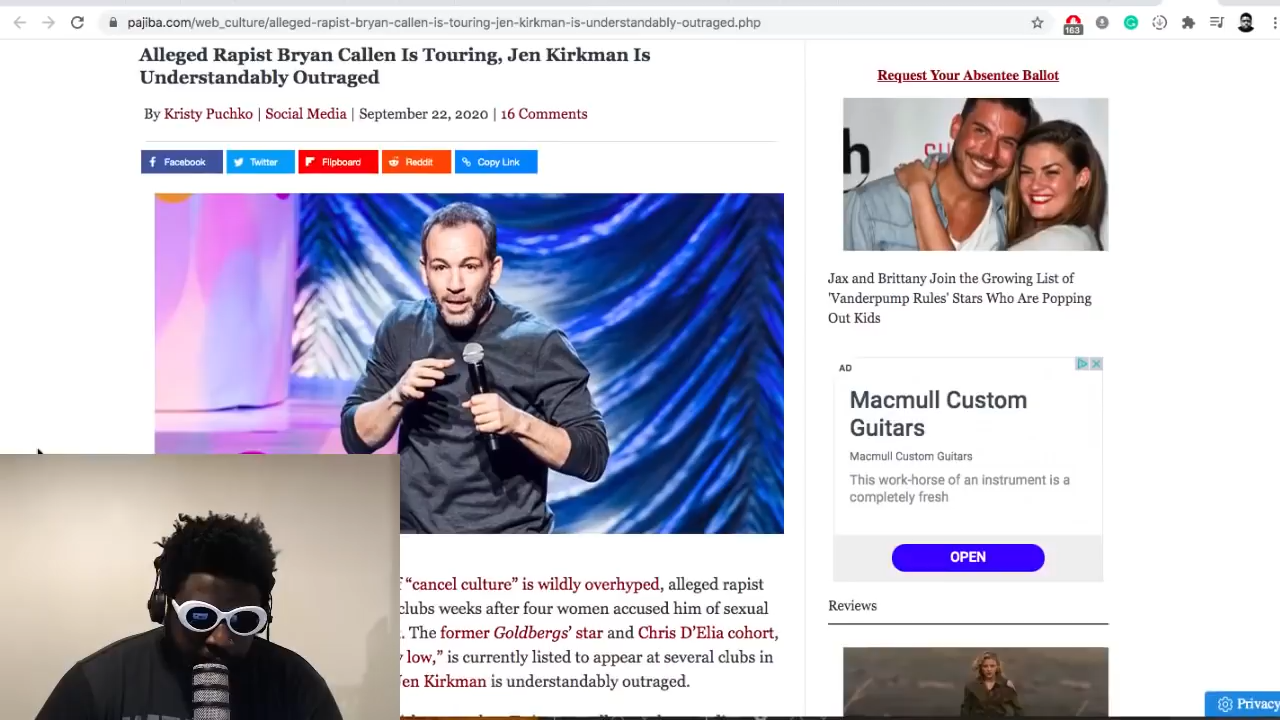 pajiba.com/web_culture/alleged-rapist-bryan-callen-is-touring-jen-kirkman-is-understandably-outraged.php
163
Alleged Rapist Bryan Callen Is Touring, Jen Kirkman Is
Understandably Outraged
By Kristy Puchko | Social Media | September 22, 2020 | 16 Comments
Facebook
Twitter
Flipboard
Reddit
Copy Link
“cancel culture” is wildly overhyped, alleged rapist
clubs weeks after four women accused him of sexual
. The former Goldbergs’ star and Chris D’Elia cohort,
low,” is currently listed to appear at several clubs in
Jen Kirkman is understandably outraged.
Request Your Absentee Ballot
Jax and Brittany Join the Growing List of
'Vanderpump Rules' Stars Who Are Popping
Out Kids
AD
Macmull Custom
Guitars
Macmull Custom Guitars
This work-horse of an instrument is a
completely fresh
OPEN
Reviews
Privacy